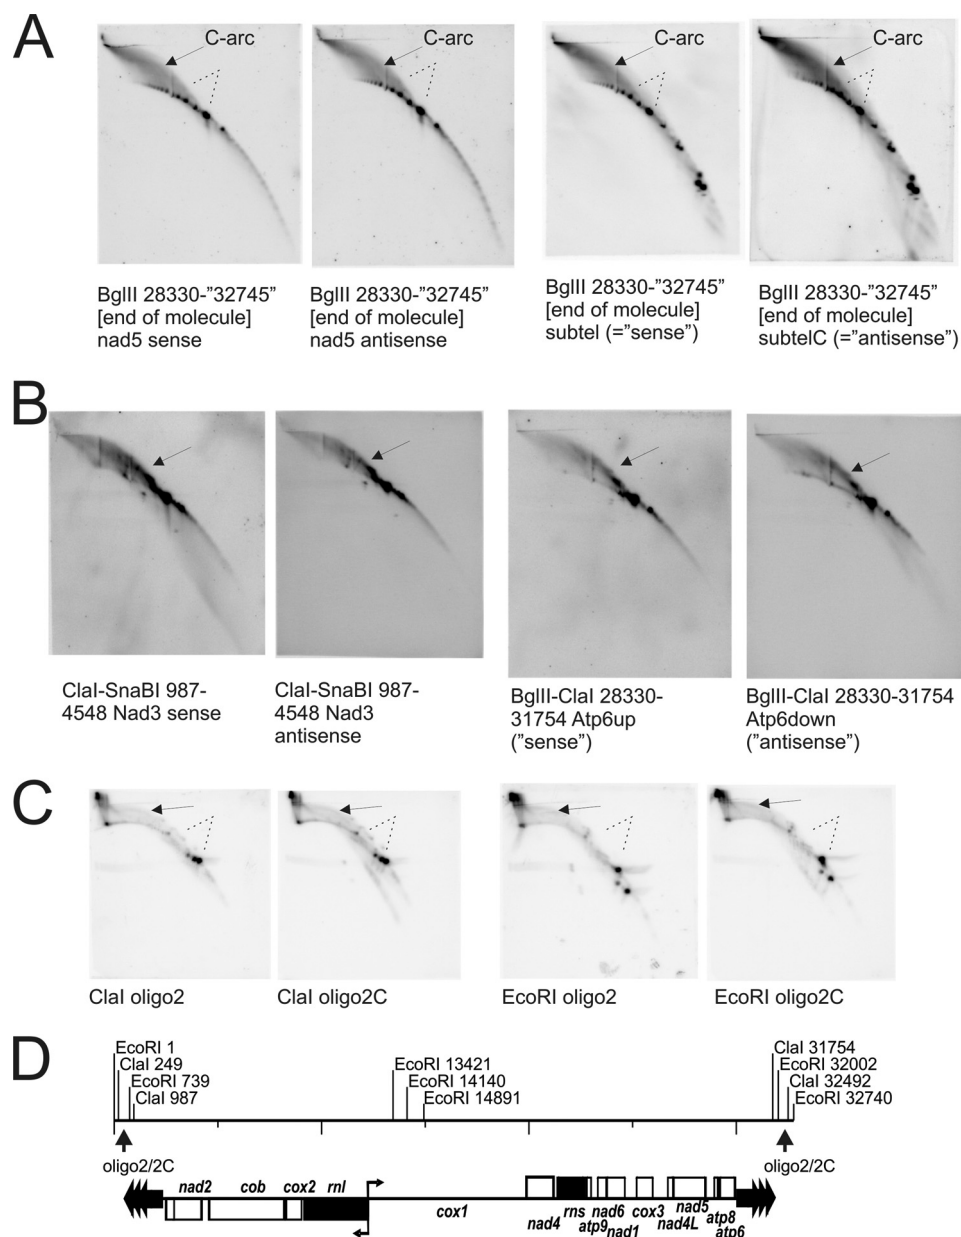 A
C-arc
C-arc
C-arc
C-arc
BglII 28330-”32745”
[end of molecule]
nad5 sense
BglII 28330-”32745”
[end of molecule]
nad5 antisense
BglII 28330-”32745”
[end of molecule]
subtel (=”sense”)
BglII 28330-”32745”
[end of molecule]
subtelC (=”antisense”)
B
ClaI-SnaBI 987-
4548 Nad3 sense
ClaI-SnaBI 987-
4548 Nad3
antisense
BglII-ClaI 28330-
31754 Atp6up
(”sense”)
BglII-ClaI 28330-31754
Atp6down
(”antisense”)
C
ClaI oligo2
ClaI oligo2C
EcoRI oligo2
EcoRI oligo2C
D
EcoRI 1
ClaI 249
EcoRI 739
ClaI 987
EcoRI 13421
EcoRI 14140
EcoRI 14891
ClaI 31754
EcoRI 32002
ClaI 32492
EcoRI 32740
oligo2/2C
oligo2/2C
nad2
cob
cox2
rnl
cox1
nad4
rns
atp9
nad6
nad1
cox3
nad4L
nad5
atp8
atp6